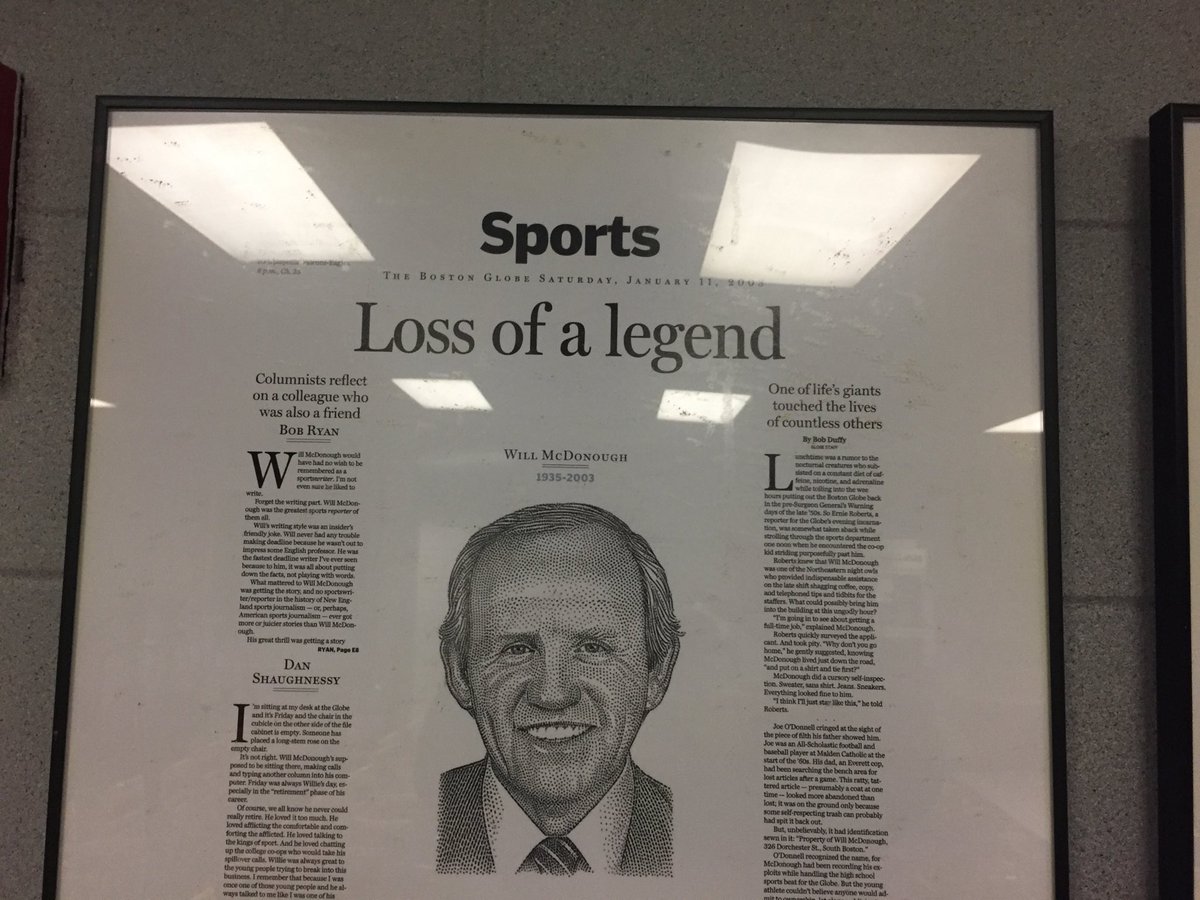 Sports
THE BOSTON GLOBE SATURDAY, JANUARY 11, 2003
Loss of a legend
Columnists reflect
on a colleague who
was also a friend
BOB RYAN
Will McDonough would
have had no wish to be
remembered as a
sportswriter. I'm not
even sure he liked to
write.
Forget the writing part. Will McDon-
ough was the greatest sports reporter of
them all.
Will's writing style was an insider's
friendly joke. Will never had any trouble
making deadline because he wasn't out to
impress some English professor. He was
the fastest deadline writer I've ever seen
because to him, it was all about putting
down the facts, not playing with words.
What mattered to Will McDonough
was getting the story, and no sportswri-
ter/reporter in the history of New Eng-
land sports journalism — or, perhaps,
American sports journalism — ever got
more or juicier stories than Will McDon-
ough.
His great thrill was getting a story
RYAN, Page E8
DAN
SHAUGHNESSY
I'm sitting at my desk at the Globe
and it's Friday and the chair in the
cubicle on the other side of the file
cabinet is empty. Someone has
placed a long-stem rose on the
empty chair.
It's not right. Will McDonough's sup-
posed to be sitting there, making calls
and typing another column into his com-
puter. Friday was always Willie's day, es-
pecially in the "retirement" phase of his
career.
Of course, we all know he never could
really retire. He loved it too much. He
loved afflicting the comfortable and com-
forting the afflicted. He loved talking to
the kings of sport. And he loved chatting
up the college co-ops who would take his
spillover calls. Willie was always great to
the young people trying to break into this
business. I remember that because I was
once one of those young people and he al-
ways talked to me like I was one of his
WILL MCDONOUGH
1935-2003
One of life's giants
touched the lives
of countless others
By Bob Duffy
GLOBE STAFF
Lunchtime was a rumor to the
nocturnal creatures who sub-
sisted on a constant diet of caf-
feine, nicotine, and adrenaline
while toiling into the wee
hours putting out the Boston Globe back
in the pre-Surgeon General's Warning
days of the late '50s. So Ernie Roberts, a
reporter for the Globe's evening incarna-
tion, was somewhat taken aback while
strolling through the sports department
one noon when he encountered the co-op
kid striding purposefully past him.
Roberts knew that Will McDonough
was one of the Northeastern night owls
who provided indispensable assistance
on the late shift shagging coffee, copy,
and telephoned tips and tidbits for the
staffers. What could possibly bring him
into the building at this ungodly hour?
"I'm going in to see about getting a
full-time job," explained McDonough.
Roberts quickly surveyed the appli-
cant. And took pity. "Why don't you go
home," he gently suggested, knowing
McDonough lived just down the road,
"and put on a shirt and tie first?"
McDonough did a cursory self-inspec-
tion. Sweater, sans shirt. Jeans. Sneakers.
Everything looked fine to him.
"I think I'll just stay like this," he told
Roberts.
Joe O'Donnell cringed at the sight of
the piece of filth his father showed him.
Joe was an All-Scholastic football and
baseball player at Malden Catholic at the
start of the '60s. His dad, an Everett cop,
had been searching the bench area for
lost articles after a game. This ratty, tat-
tered article — presumably a coat at one
time — looked more abandoned than
lost; it was on the ground only because
some self-respecting trash can probably
had spit it back out.
But, unbelievably, it had identification
sewn in it: "Property of Will McDonough,
326 Dorchester St., South Boston."
O'Donnell recognized the name, for
McDonough had been recording his ex-
ploits while handling the high school
sports beat for the Globe. But the young
athlete couldn't believe anyone would ad-